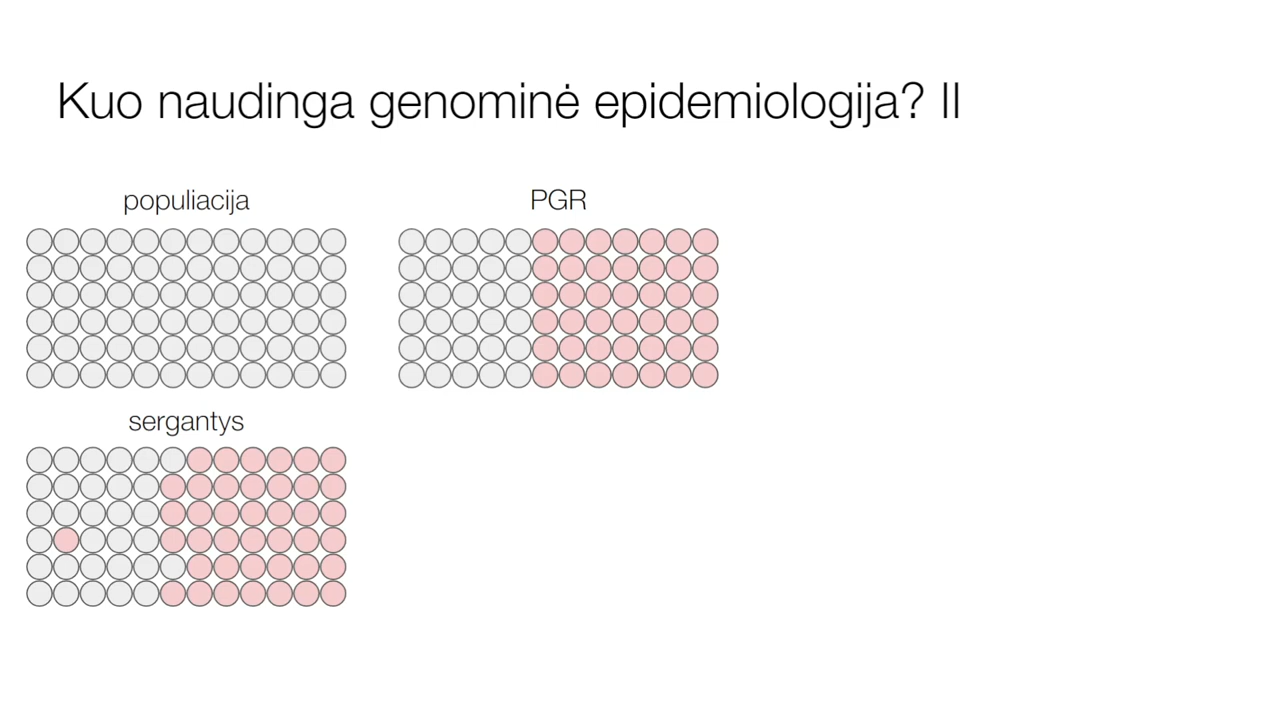 Kuo naudinga genominė epidemiologija? II
populiacija
PGR
sergantys